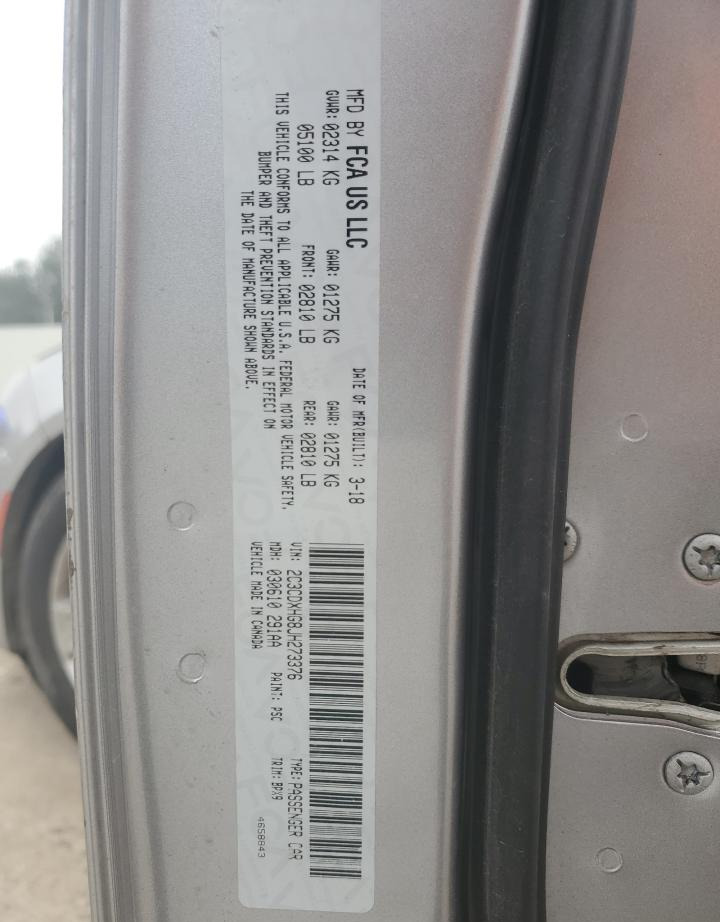 MFD BY FCA US LLC DATE OF MFR(BUILT): 3-18
GVWR: 02314 KG GAWR: 01275 KG GAWR: 01275 KG
05100 LB FRONT: 02810 LB REAR: 02810 LB
THIS VEHICLE CONFORMS TO ALL APPLICABLE U.S.A. FEDERAL MOTOR VEHICLE SAFETY,
BUMPER AND THEFT PREVENTION STANDARDS IN EFFECT ON
THE DATE OF MANUFACTURE SHOWN ABOVE.
VIN: 2C3CDXHG8JH273376 TYPE: PASSENGER CAR
MDH: 030610 291AA PAINT: PSC TRIM: BPX9
VEHICLE MADE IN CANADA 4658843